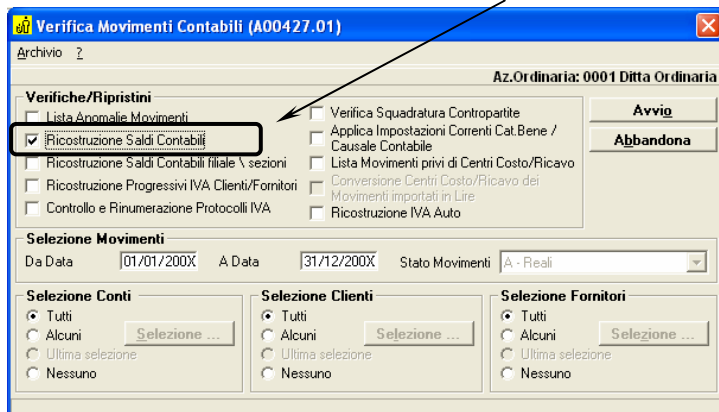 Verifica Movimenti Contabili (A00427.01)
Archivio ?
Az.Ordinaria: 0001 Ditta Ordinaria
Verifiche/Ripristini
Lista Anomalie Movimenti
Ricostruzione Saldi Contabili
Ricostruzione Saldi Contabili filiale \ sezioni
Ricostruzione Progressivi IVA Clienti/Fornitori
Controllo e Rinumerazione Protocolli IVA
Verifica Squadratura Contropartite
Applica Impostazioni Correnti Cat.Bene /
Causale Contabile
Lista Movimenti privi di Centri Costo/Ricavo
Conversione Centri Costo/Ricavo dei
Movimenti importati in Lire
Ricostruzione IVA Auto
Avvio
Abbandona
Selezione Movimenti
Da Data 01/01/200X A Data 31/12/200X Stato Movimenti A - Reali
Selezione Conti
Tutti
Alcuni Selezione ...
Ultima selezione
Nessuno
Selezione Clienti
Tutti
Alcuni Selezione ...
Ultima selezione
Nessuno
Selezione Fornitori
Tutti
Alcuni Selezione ...
Ultima selezione
Nessuno